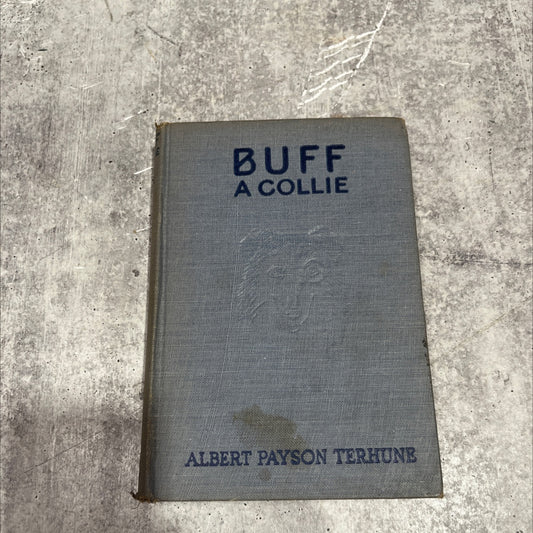 BUFF
A COLLIE
ALBERT PAYSON TERHUNE